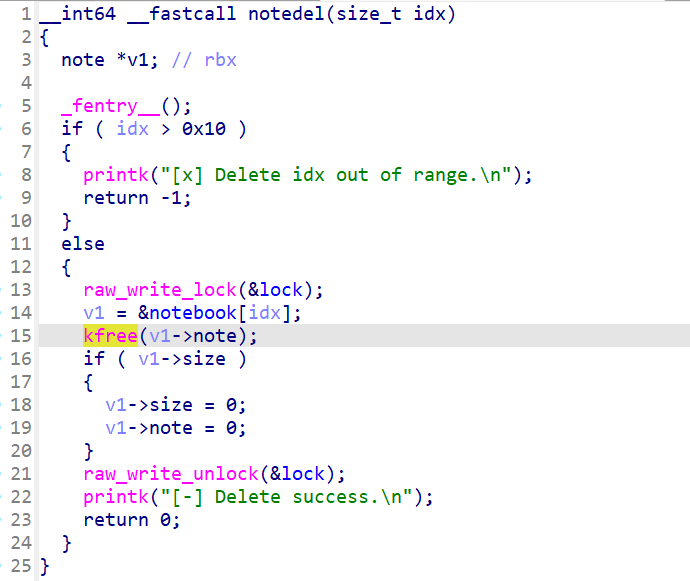 1 __int64 __fastcall notedel(size_t idx)
2 {
3 note *v1; // rbx
4
5 _fentry__();
6 if ( idx > 0x10 )
7 {
8 printk("[x] Delete idx out of range.\n");
9 return -1;
10 }
11 else
12 {
13 raw_write_lock(&lock);
14 v1 = &notebook[idx];
15 kfree(v1->note);
16 if ( v1->size )
17 {
18 v1->size = 0;
19 v1->note = 0;
20 }
21 raw_write_unlock(&lock);
22 printk("[-] Delete success.\n");
23 return 0;
24 }
25 }